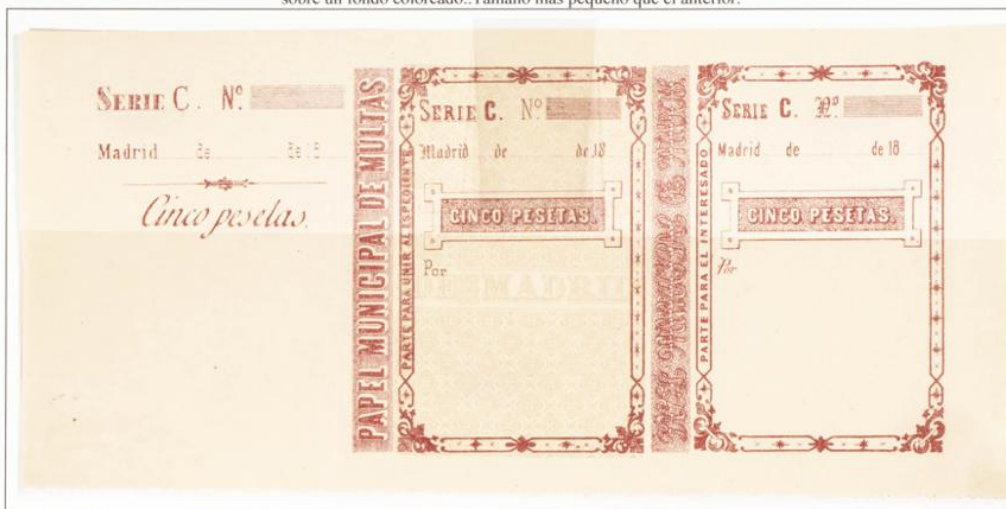 sobre un fondo coloreado..Tamaño más pequeño que el anterior.
SERIE C. Nº
Madrid de de 18
Cinco pesetas.
PAPEL MUNICIPAL DE MULTAS
PARTE PARA UNIR AL ESPEDIENTE
SERIE C. Nº
Madrid de de 18
CINCO PESETAS.
Por
DE MADRID
PARTE PARA EL INTERESADO
SERIE C. Nº
Madrid de de 18
CINCO PESETAS.
Por